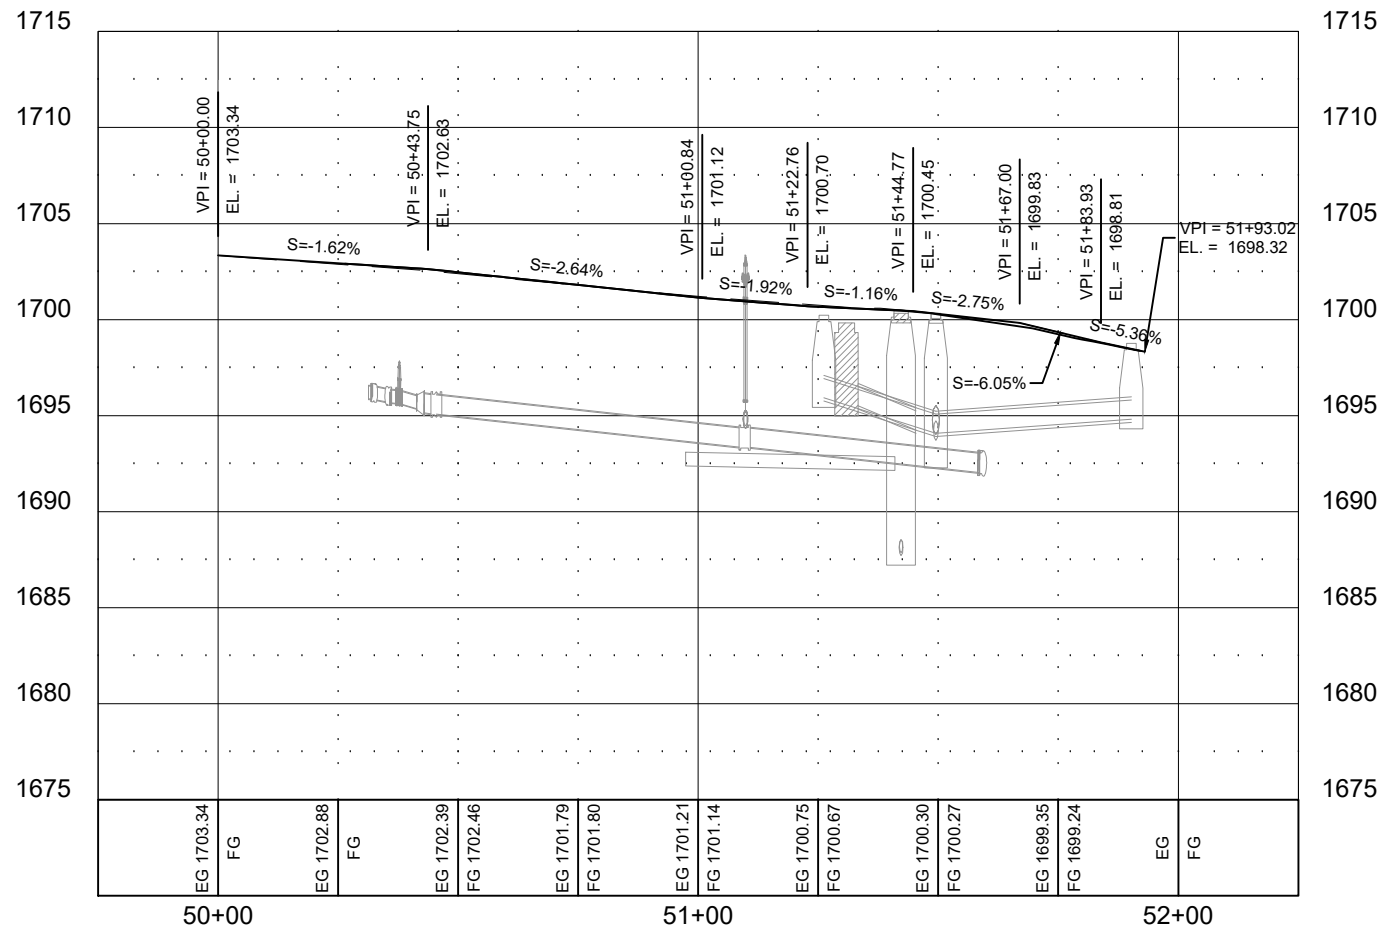 1715
1715
1710
1710
1705
1705
1700
1700
1695
1695
1690
1690
1685
1685
1680
1680
1675
1675
VPI = 50+00.00
EL. = 1703.34
VPI = 50+43.75
EL. = 1702.63
VPI = 51+00.84
EL. = 1701.12
VPI = 51+22.76
EL. = 1700.70
VPI = 51+44.77
EL. = 1700.45
VPI = 51+67.00
EL. = 1699.83
VPI = 51+83.93
EL. = 1698.81
VPI = 51+93.02
EL. = 1698.32
S=-1.62%
S=-2.64%
S=-1.92%
S=-1.16%
S=-2.75%
S=-5.36%
S=-6.05%
EG 1703.34
FG
EG 1702.88
FG
EG 1702.39
FG 1702.46
EG 1701.79
FG 1701.80
EG 1701.21
FG 1701.14
EG 1700.75
FG 1700.67
EG 1700.30
FG 1700.27
EG 1699.35
FG 1699.24
EG
FG
50+00
51+00
52+00